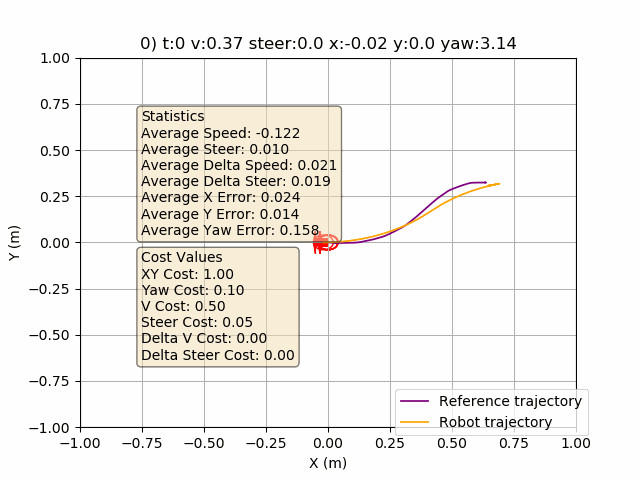 0) t:0 v:0.37 steer:0.0 x:-0.02 y:0.0 yaw:3.14
1.00
0.75
0.50
0.25
0.00
−0.25
−0.50
−0.75
−1.00
Y (m)
Statistics
Average Speed: -0.122
Average Steer: 0.010
Average Delta Speed: 0.021
Average Delta Steer: 0.019
Average X Error: 0.024
Average Y Error: 0.014
Average Yaw Error: 0.158
Cost Values
XY Cost: 1.00
Yaw Cost: 0.10
V Cost: 0.50
Steer Cost: 0.05
Delta V Cost: 0.00
Delta Steer Cost: 0.00
Reference trajectory
Robot trajectory
−1.00 −0.75 −0.50 −0.25 0.00 0.25 0.50 0.75 1.00
X (m)